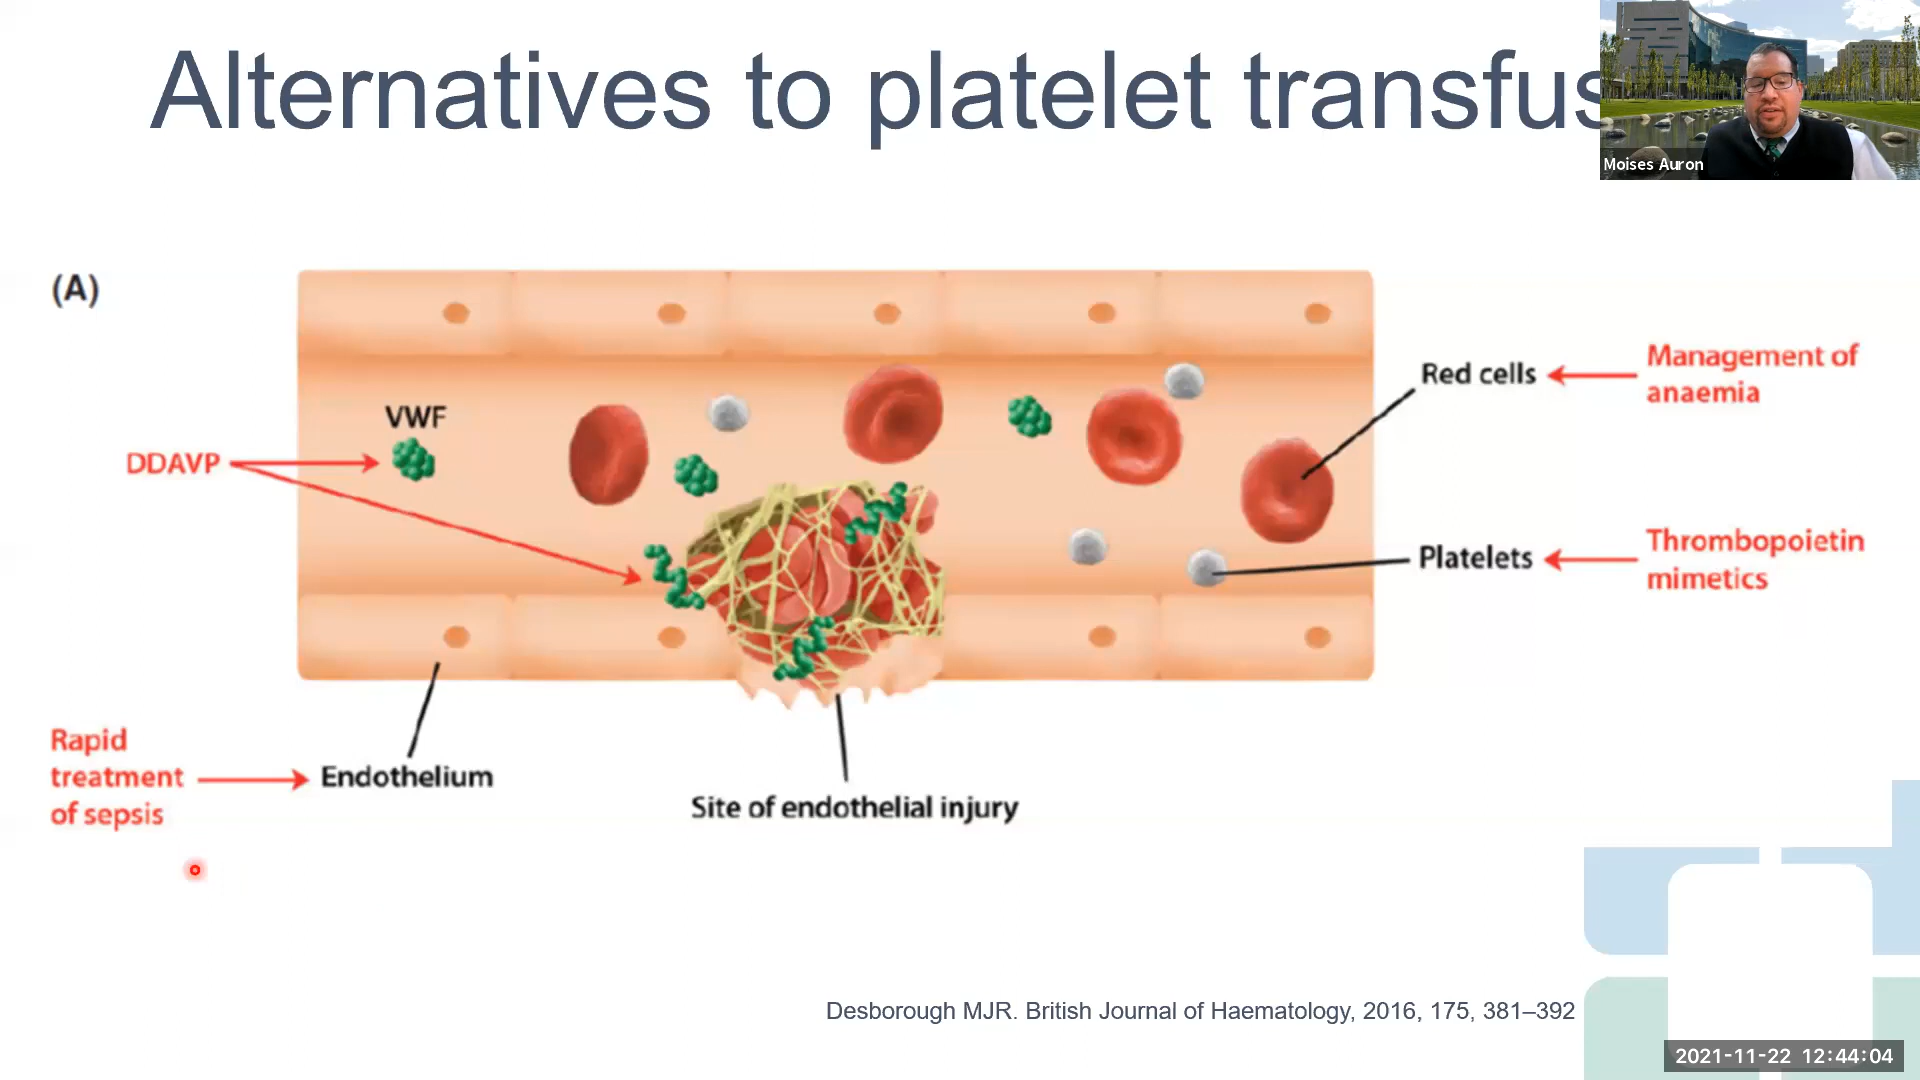 Alternatives to platelet transfus
Moises Auron
(A)
Management of
anaemia
Red cells
VWF
DDAVP
Thrombopoietin
mimetics
Platelets
Rapid
treatment
of sepsis
Endothelium
Site of endothelial injury
Desborough MJR. British Journal of Haematology, 2016, 175, 381–392
2021-11-22 12:44:04